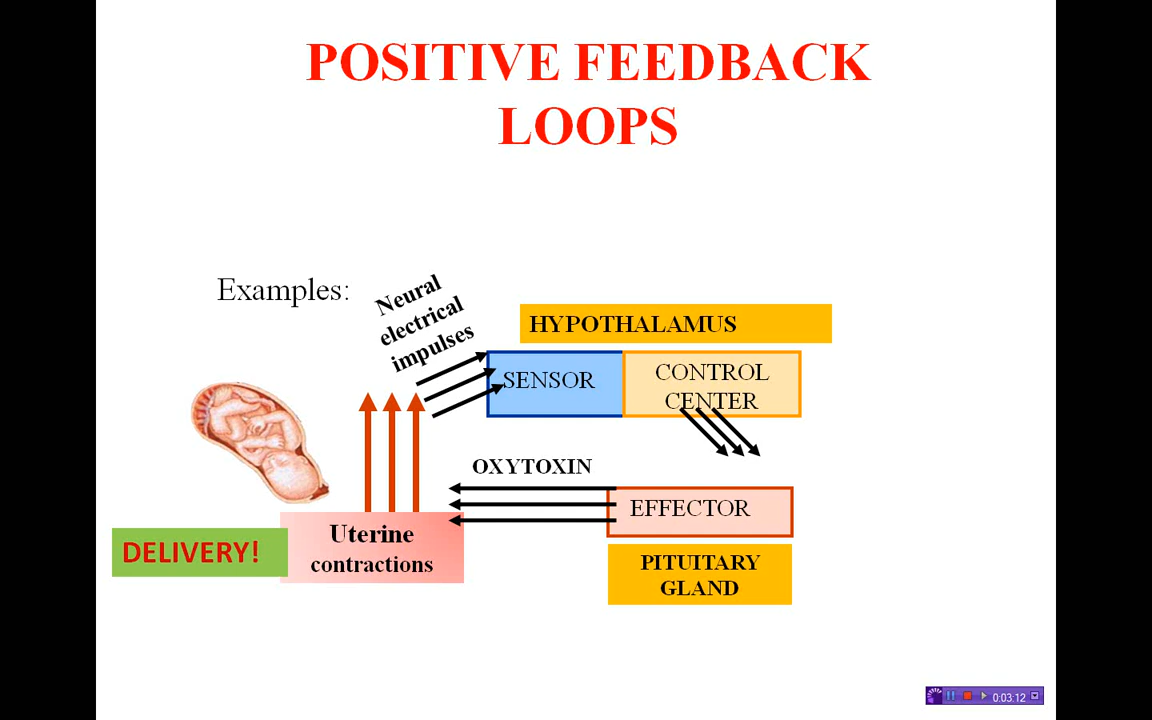 POSITIVE FEEDBACK
LOOPS
Examples:
Neural
electrical
impulses
HYPOTHALAMUS
SENSOR
CONTROL
CENTER
OXYTOXIN
EFFECTOR
Uterine
contractions
DELIVERY!
PITUITARY
GLAND
0:03:12